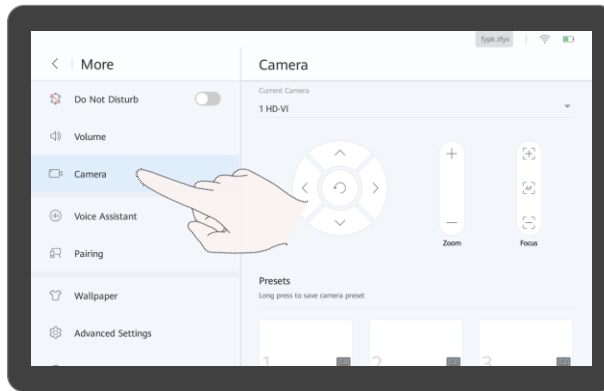 fypk zfyx
More
Do Not Disturb
Volume
Camera
Voice Assistant
Pairing
Wallpaper
Advanced Settings
Camera
Current Camera
1 HD-VI
Zoom
AF
Focus
Presets
Long press to save camera preset
1 2 3